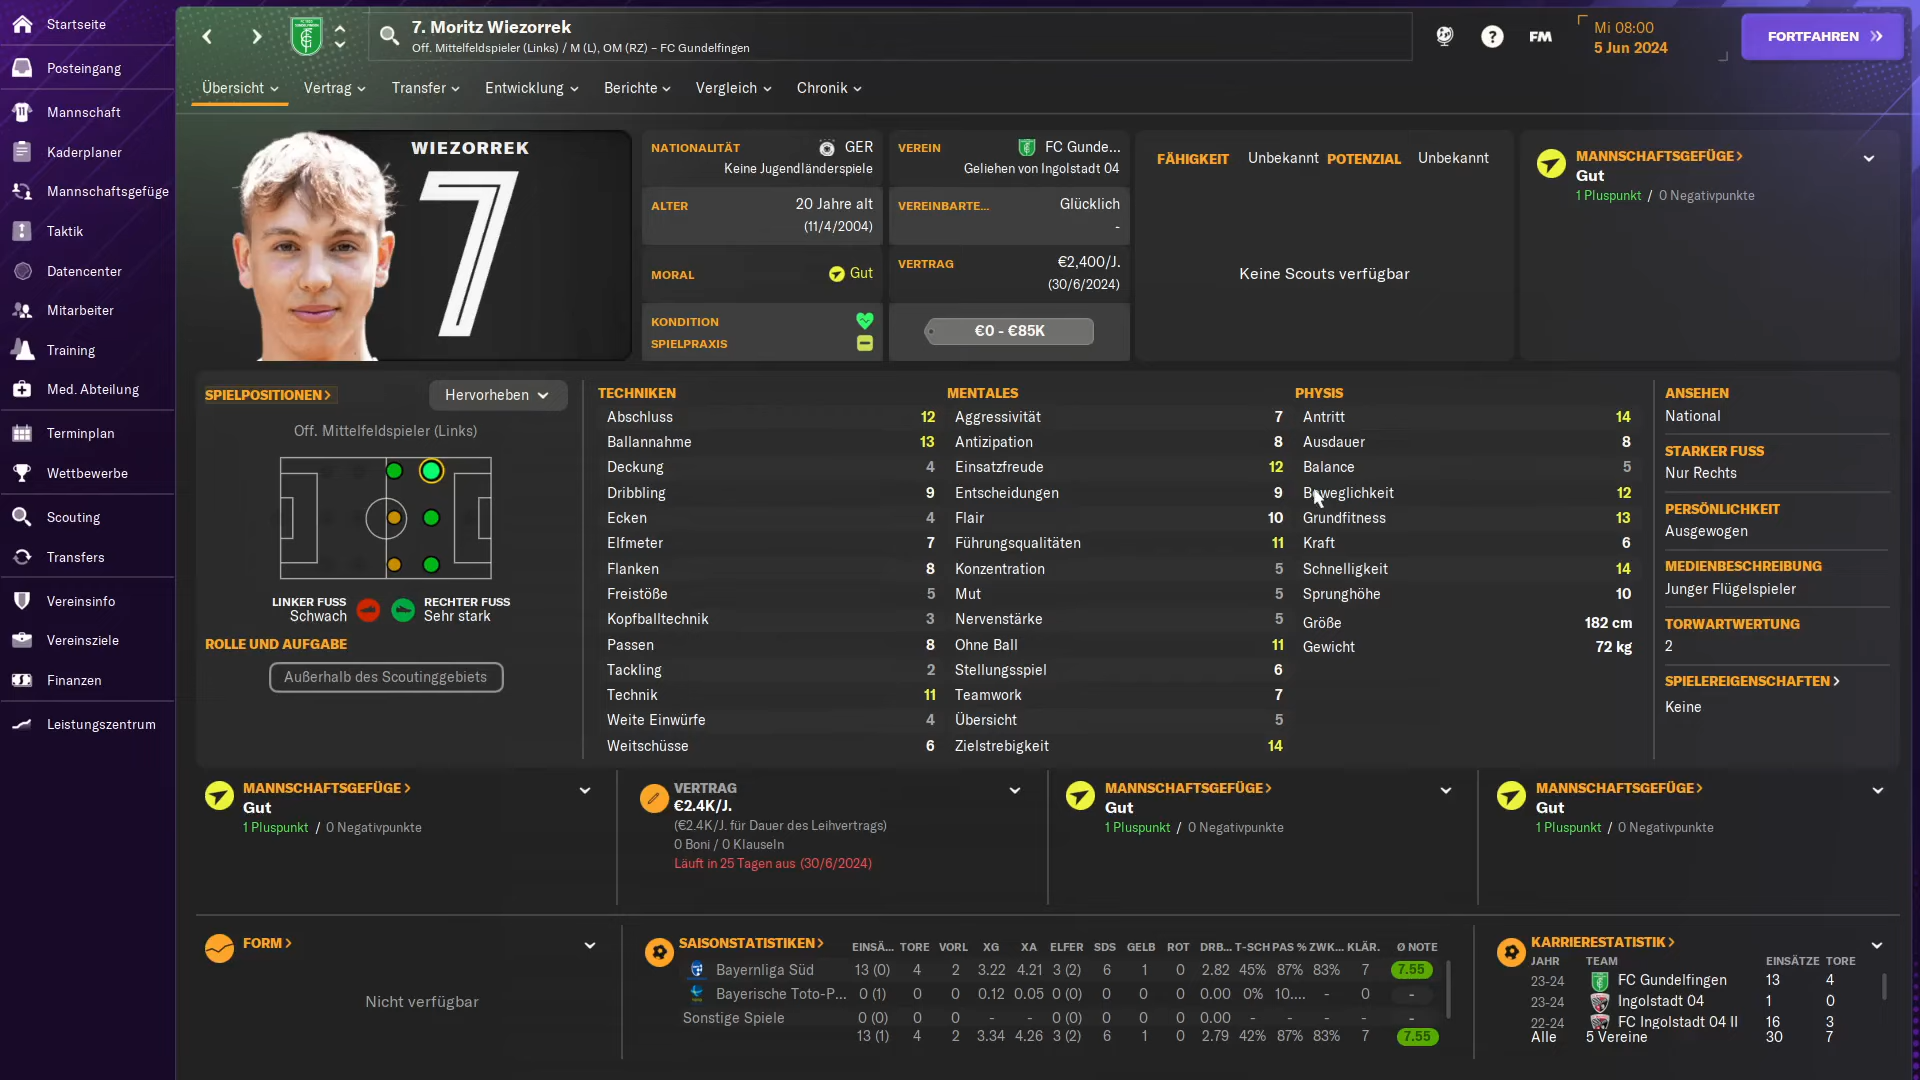 Startseite
Posteingang
Mannschaft
Kaderplaner
Mannschaftsgefüge
Taktik
Datencenter
Mitarbeiter
Training
Med. Abteilung
Terminplan
Wettbewerbe
Scouting
Transfers
Vereinsinfo
Vereinsziele
Finanzen
Leistungszentrum
7. Moritz Wiezorrek
Off. Mittelfeldspieler (Links) / M (L), OM (RZ) – FC Gundelfingen
?
FM
Mi 08:00
5 Jun 2024
FORTFAHREN
Übersicht
Vertrag
Transfer
Entwicklung
Berichte
Vergleich
Chronik
WIEZORREK
7
NATIONALITÄT GER
Keine Jugendländerspiele
ALTER 20 Jahre alt
(11/4/2004)
MORAL Gut
KONDITION
SPIELPRAXIS
VEREIN FC Gunde...
Geliehen von Ingolstadt 04
VEREINBARTE... Glücklich
-
VERTRAG €2,400/J.
(30/6/2024)
€0 - €85K
FÄHIGKEIT Unbekannt POTENZIAL Unbekannt
Keine Scouts verfügbar
MANNSCHAFTSGEFÜGE
Gut
1 Pluspunkt / 0 Negativpunkte
SPIELPOSITIONEN Hervorheben
Off. Mittelfeldspieler (Links)
LINKER FUSS RECHTER FUSS
Schwach Sehr stark
ROLLE UND AUFGABE
Außerhalb des Scoutinggebiets
TECHNIKEN
Abschluss 12
Ballannahme 13
Deckung 4
Dribbling 9
Ecken 4
Elfmeter 7
Flanken 8
Freistöße 5
Kopfballtechnik 3
Passen 8
Tackling 2
Technik 11
Weite Einwürfe 4
Weitschüsse 6
MENTALES
Aggressivität 7
Antizipation 8
Einsatzfreude 12
Entscheidungen 9
Flair 10
Führungsqualitäten 11
Konzentration 5
Mut 5
Nervenstärke 5
Ohne Ball 11
Stellungsspiel 6
Teamwork 7
Übersicht 5
Zielstrebigkeit 14
PHYSIS
Antritt 14
Ausdauer 8
Balance 5
Beweglichkeit 12
Grundfitness 13
Kraft 6
Schnelligkeit 14
Sprunghöhe 10
Größe 182 cm
Gewicht 72 kg
ANSEHEN
National
STARKER FUSS
Nur Rechts
PERSÖNLICHKEIT
Ausgewogen
MEDIENBESCHREIBUNG
Junger Flügelspieler
TORWARTWERTUNG
2
SPIELEREIGENSCHAFTEN
Keine
MANNSCHAFTSGEFÜGE
Gut
1 Pluspunkt / 0 Negativpunkte
VERTRAG
€2.4K/J.
(€2.4K/J. für Dauer des Leihvertrags)
0 Boni / 0 Klauseln
Läuft in 25 Tagen aus (30/6/2024)
MANNSCHAFTSGEFÜGE
Gut
1 Pluspunkt / 0 Negativpunkte
MANNSCHAFTSGEFÜGE
Gut
1 Pluspunkt / 0 Negativpunkte
FORM
Nicht verfügbar
SAISONSTATISTIKEN EINSÄ... TORE VORL XG XA ELFER SDS GELB ROT DRB... T-SCH PAS % ZWK... KLÄR. Ø NOTE
Bayernliga Süd 13 (0) 4 2 3.22 4.21 3 (2) 6 1 0 2.82 45% 87% 83% 7 7.55
Bayerische Toto-P... 0 (1) 0 0 0.12 0.05 0 (0) 0 0 0 0.00 0% 10.... - 0 -
Sonstige Spiele 0 (0) 0 0 - - 0 (0) 0 0 0 0.00 - - - - -
13 (1) 4 2 3.34 4.26 3 (2) 6 1 0 2.79 42% 87% 83% 7 7.55
KARRIERESTATISTIK
JAHR TEAM EINSÄTZE TORE
23-24 FC Gundelfingen 13 4
23-24 Ingolstadt 04 1 0
22-24 FC Ingolstadt 04 II 16 3
Alle 5 Vereine 30 7